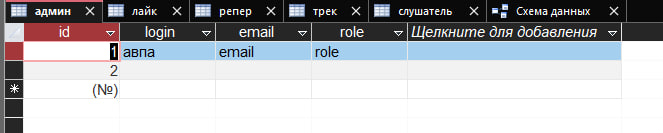 админ лайк репер трек слушатель Схема данных
id login email role Щелкните для добавления
1 авпа email role
2
(№)